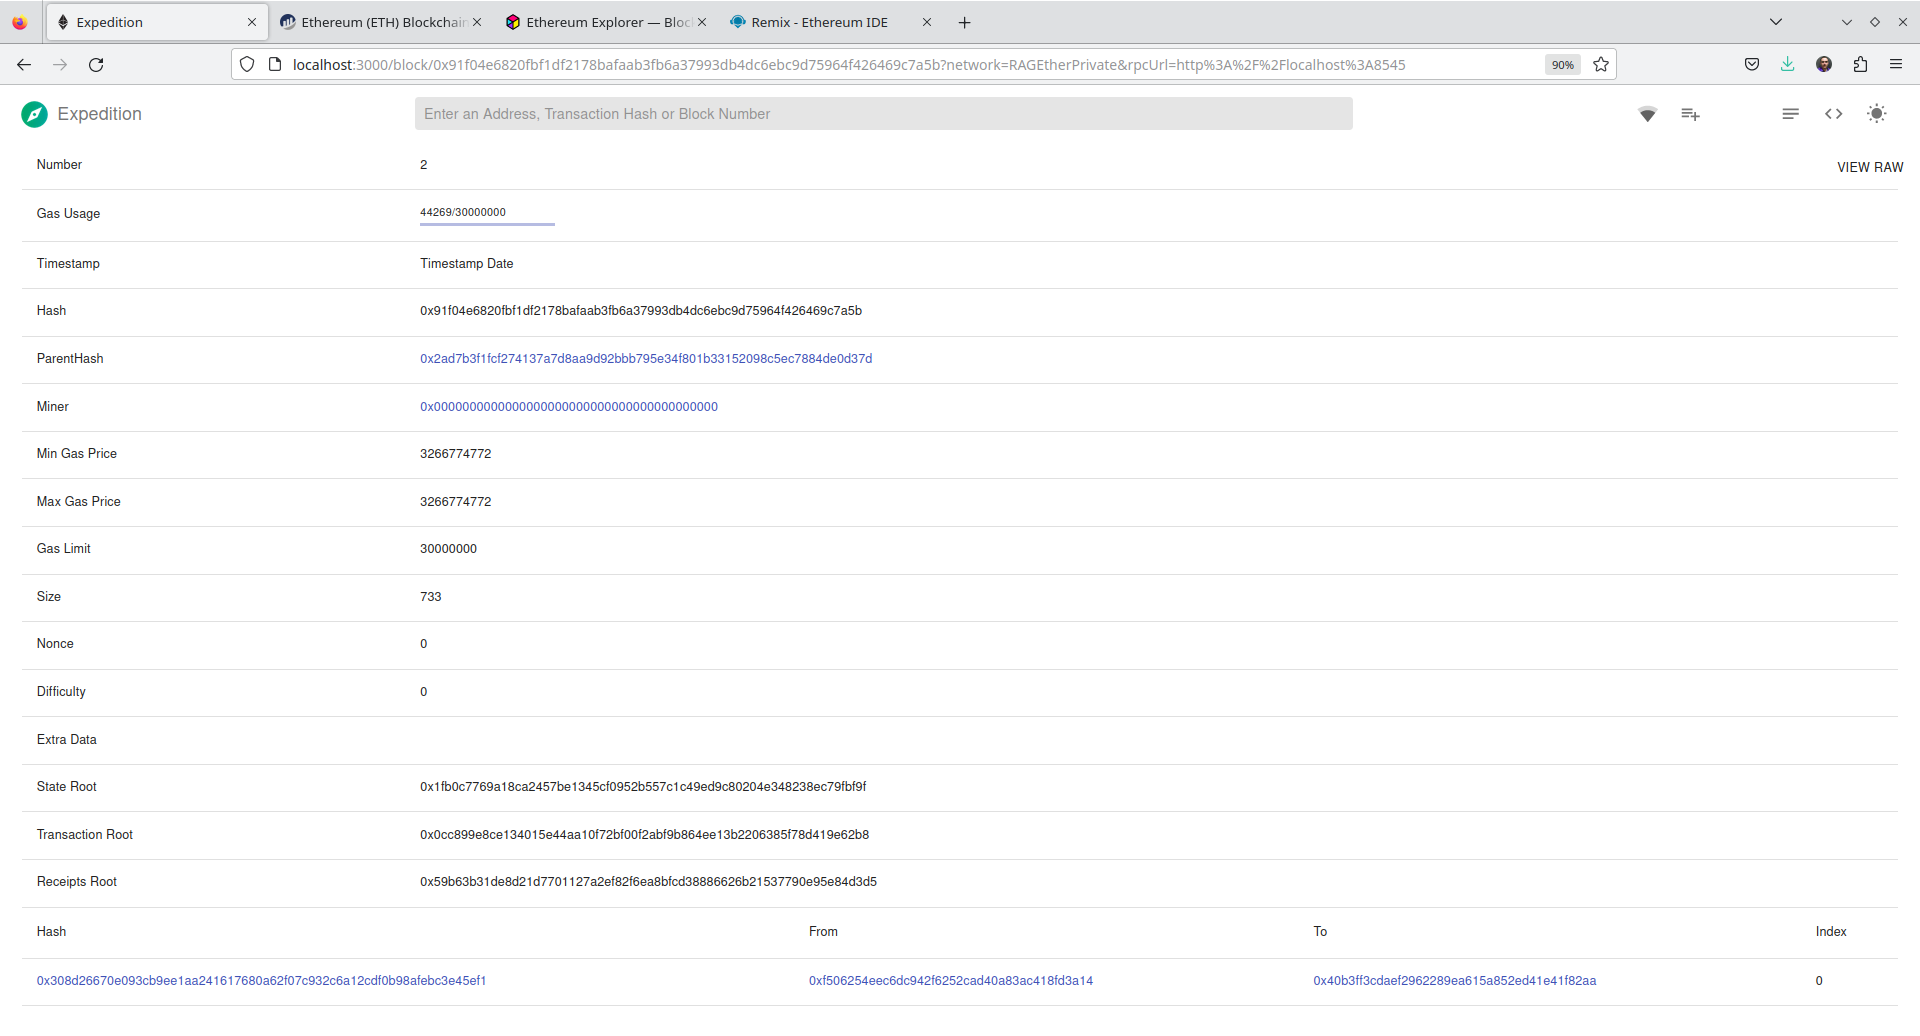 Expedition
Ethereum (ETH) Blockchain
Ethereum Explorer — Bloc
Remix - Ethereum IDE
localhost:3000/block/0x91f04e6820fbf1df2178bafaab3fb6a37993db4dc6ebc9d75964f426469c7a5b?network=RAGEtherPrivate&rpcUrl=http%3A%2F%2Flocalhost%3A8545
90%
Expedition
Enter an Address, Transaction Hash or Block Number
Number 2 VIEW RAW
Gas Usage 44269/30000000
Timestamp Timestamp Date
Hash 0x91f04e6820fbf1df2178bafaab3fb6a37993db4dc6ebc9d75964f426469c7a5b
ParentHash 0x2ad7b3f1fcf274137a7d8aa9d92bbb795e34f801b33152098c5ec7884de0d37d
Miner 0x0000000000000000000000000000000000000000
Min Gas Price 3266774772
Max Gas Price 3266774772
Gas Limit 30000000
Size 733
Nonce 0
Difficulty 0
Extra Data
State Root 0x1fb0c7769a18ca2457be1345cf0952b557c1c49ed9c80204e348238ec79fbf9f
Transaction Root 0x0cc899e8ce134015e44aa10f72bf00f2abf9b864ee13b2206385f78d419e62b8
Receipts Root 0x59b63b31de8d21d7701127a2ef82f6ea8bfcd38886626b21537790e95e84d3d5
Hash From To Index
0x308d26670e093cb9ee1aa241617680a62f07c932c6a12cdf0b98afebc3e45ef1 0xf506254eec6dc942f6252cad40a83ac418fd3a14 0x40b3ff3cdaef2962289ea615a852ed41e41f82aa 0